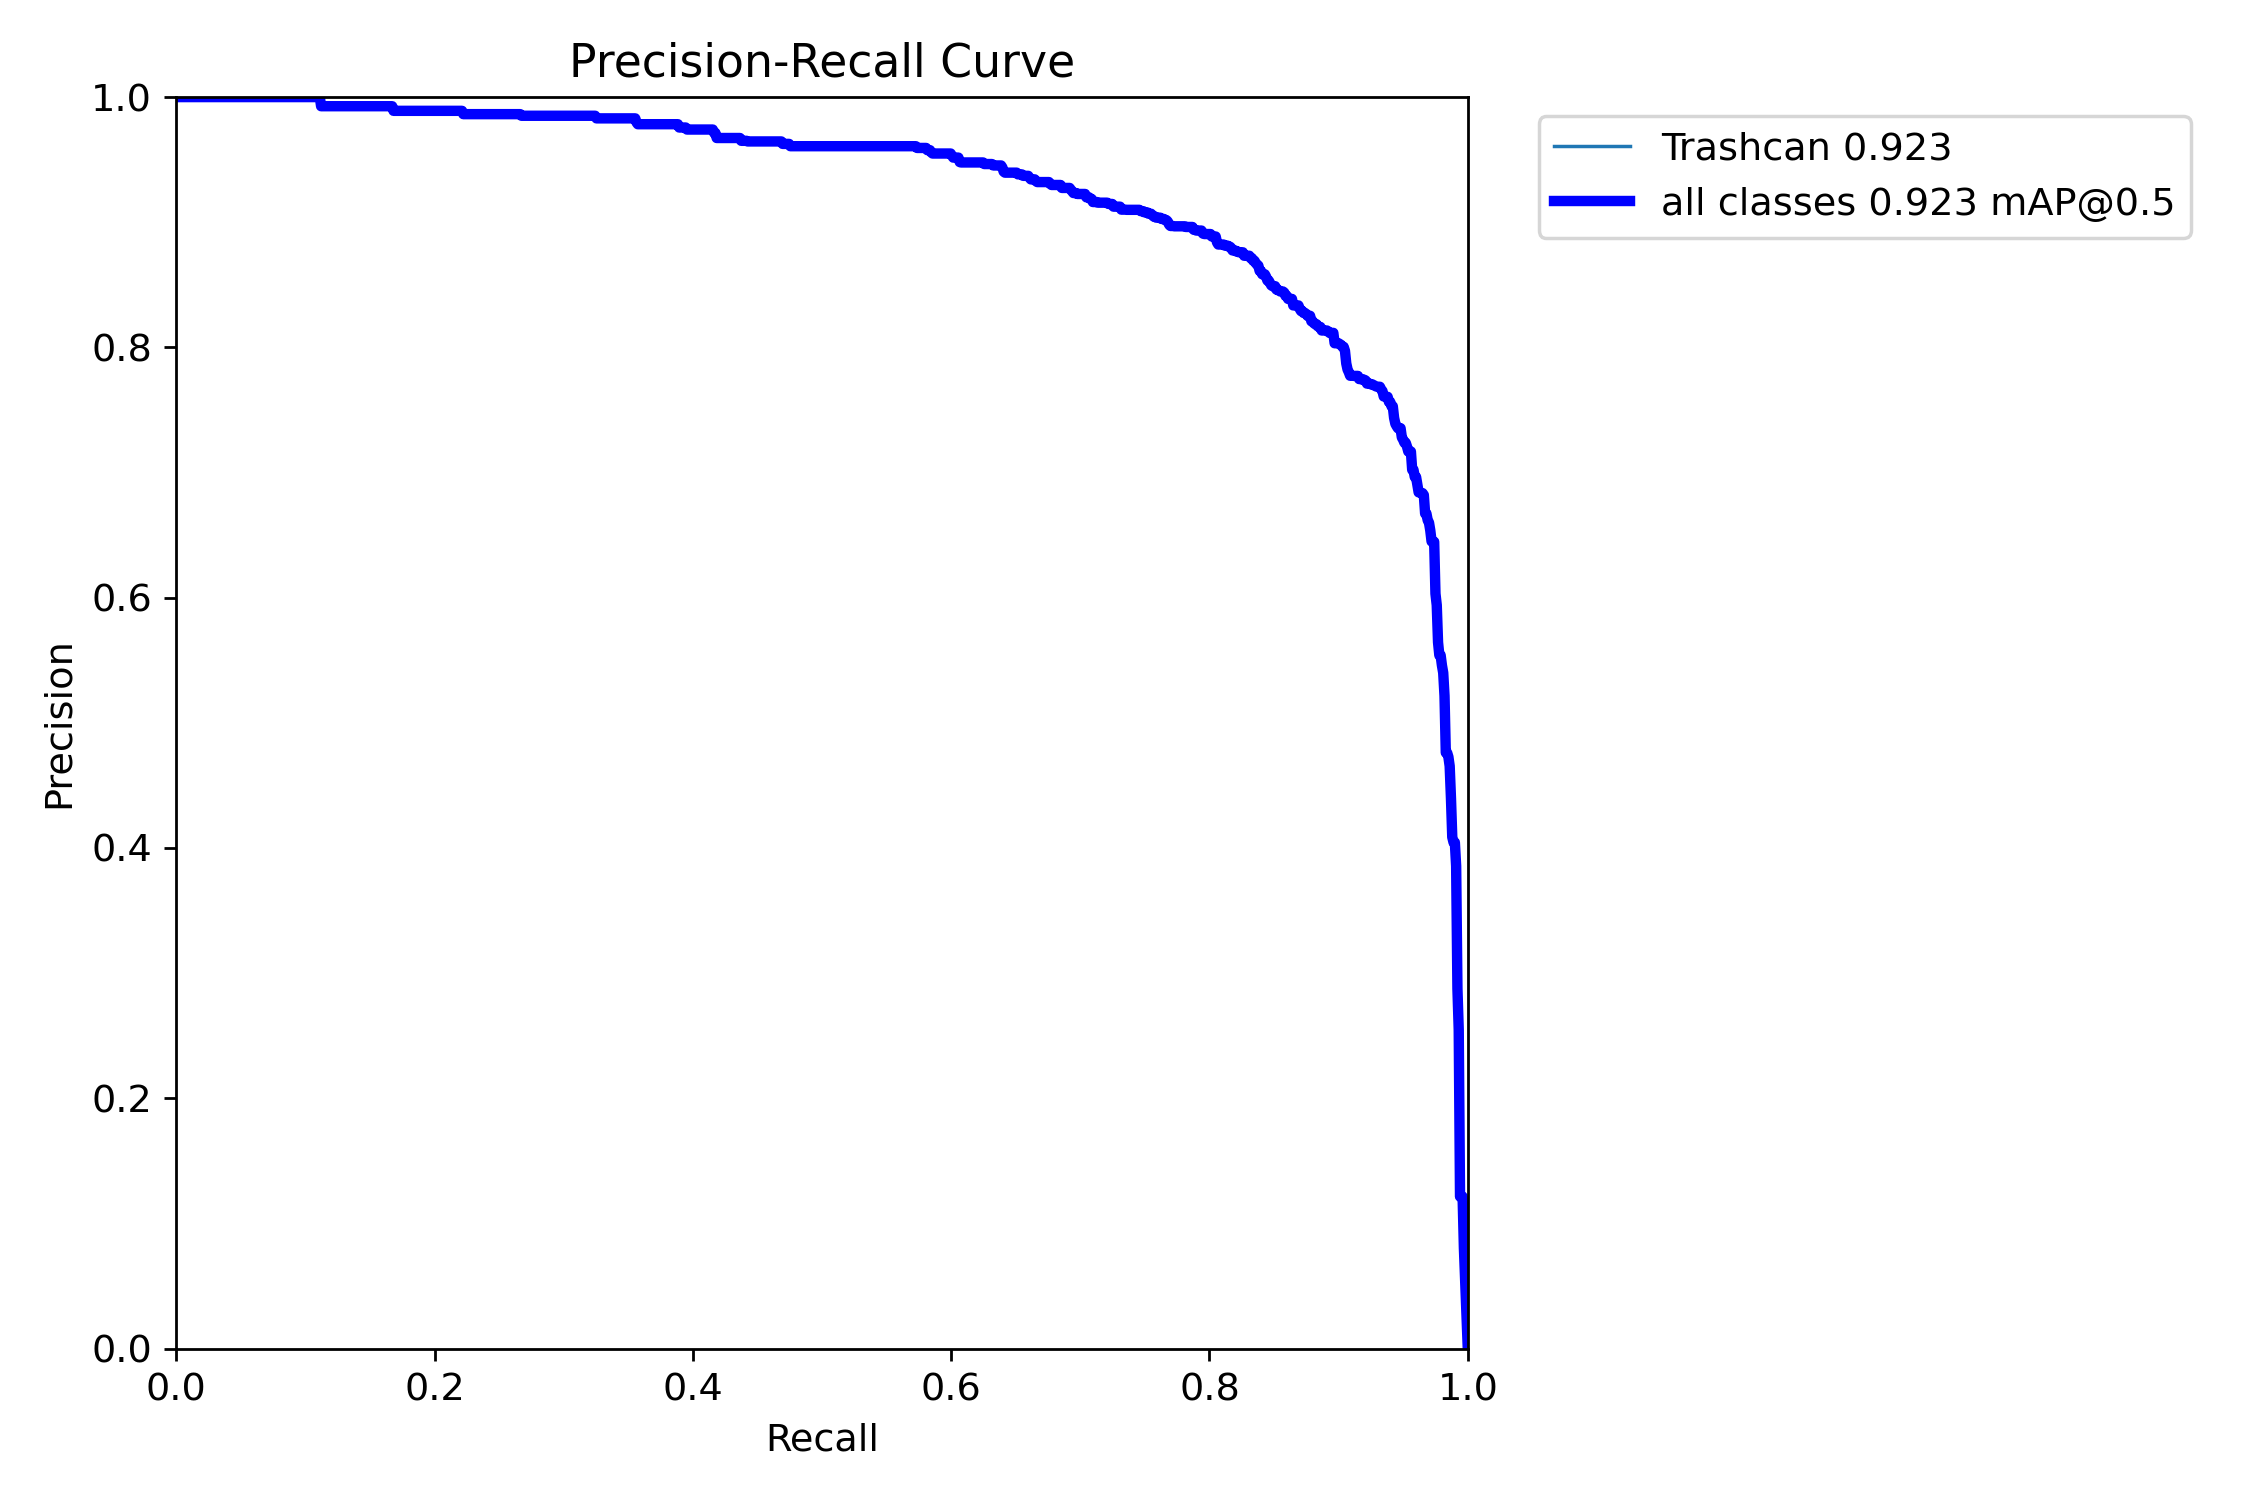 Precision-Recall Curve
1.0
0.8
0.6
0.4
0.2
0.0
Precision
0.0 0.2 0.4 0.6 0.8 1.0
Recall
Trashcan 0.923
all classes 0.923 mAP@0.5